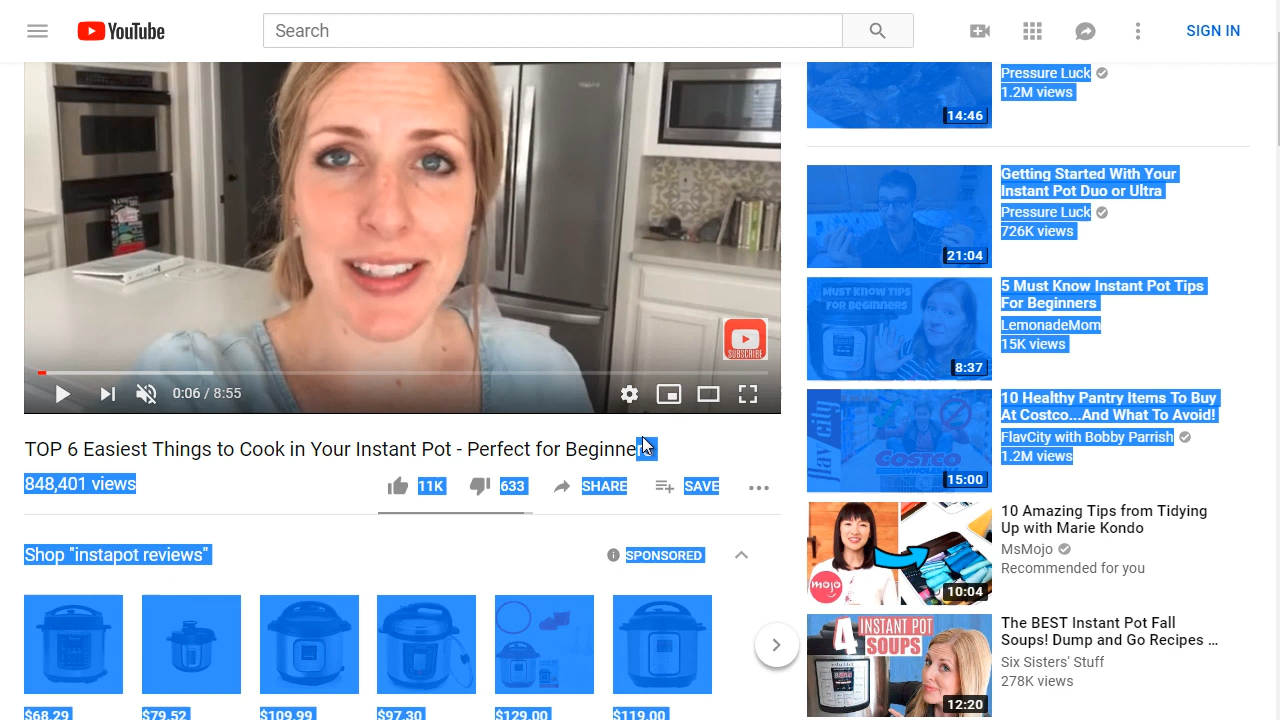 YouTube
Search
SIGN IN
SUBSCRIBE
0:06 / 8:55
TOP 6 Easiest Things to Cook in Your Instant Pot - Perfect for Beginners
848,401 views
11K
633
SHARE
SAVE
Shop "instapot reviews"
SPONSORED
$68.29
$79.52
$109.99
$97.30
$129.00
$119.00
14:46
Pressure Luck
1.2M views
21:04
Getting Started With Your
Instant Pot Duo or Ultra
Pressure Luck
726K views
MUST KNOW TIPS
FOR BEGINNERS
8:37
5 Must Know Instant Pot Tips
For Beginners
LemonadeMom
15K views
flav city
COSTCO
WHOLESALE
15:00
10 Healthy Pantry Items To Buy
At Costco...And What To Avoid!
FlavCity with Bobby Parrish
1.2M views
mojo
10:04
10 Amazing Tips from Tidying
Up with Marie Kondo
MsMojo
Recommended for you
4 INSTANT POT
SOUPS
12:20
The BEST Instant Pot Fall
Soups! Dump and Go Recipes ...
Six Sisters' Stuff
278K views